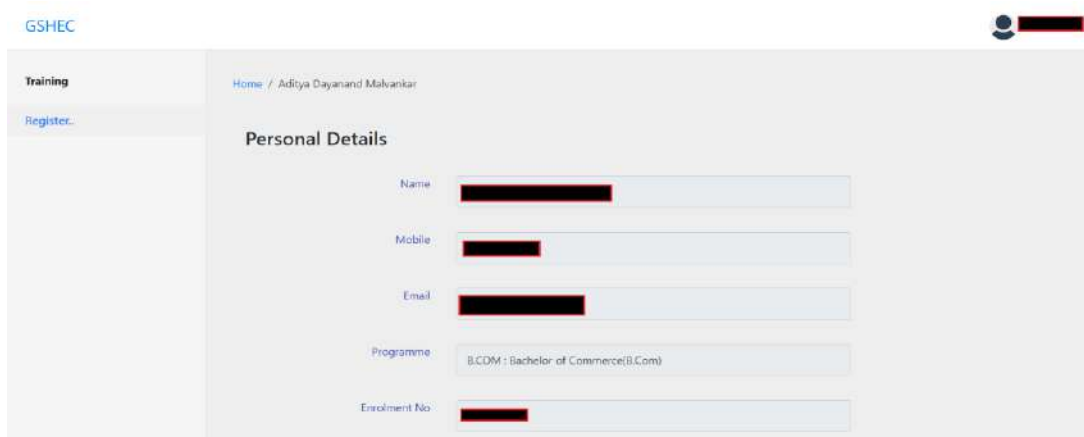 GSHEC
Training
Home / Aditya Dayanand Malvankar
Register..
Personal Details
Name
Mobile
Email
Programme
B.COM : Bachelor of Commerce(B.Com)
Enrolment No